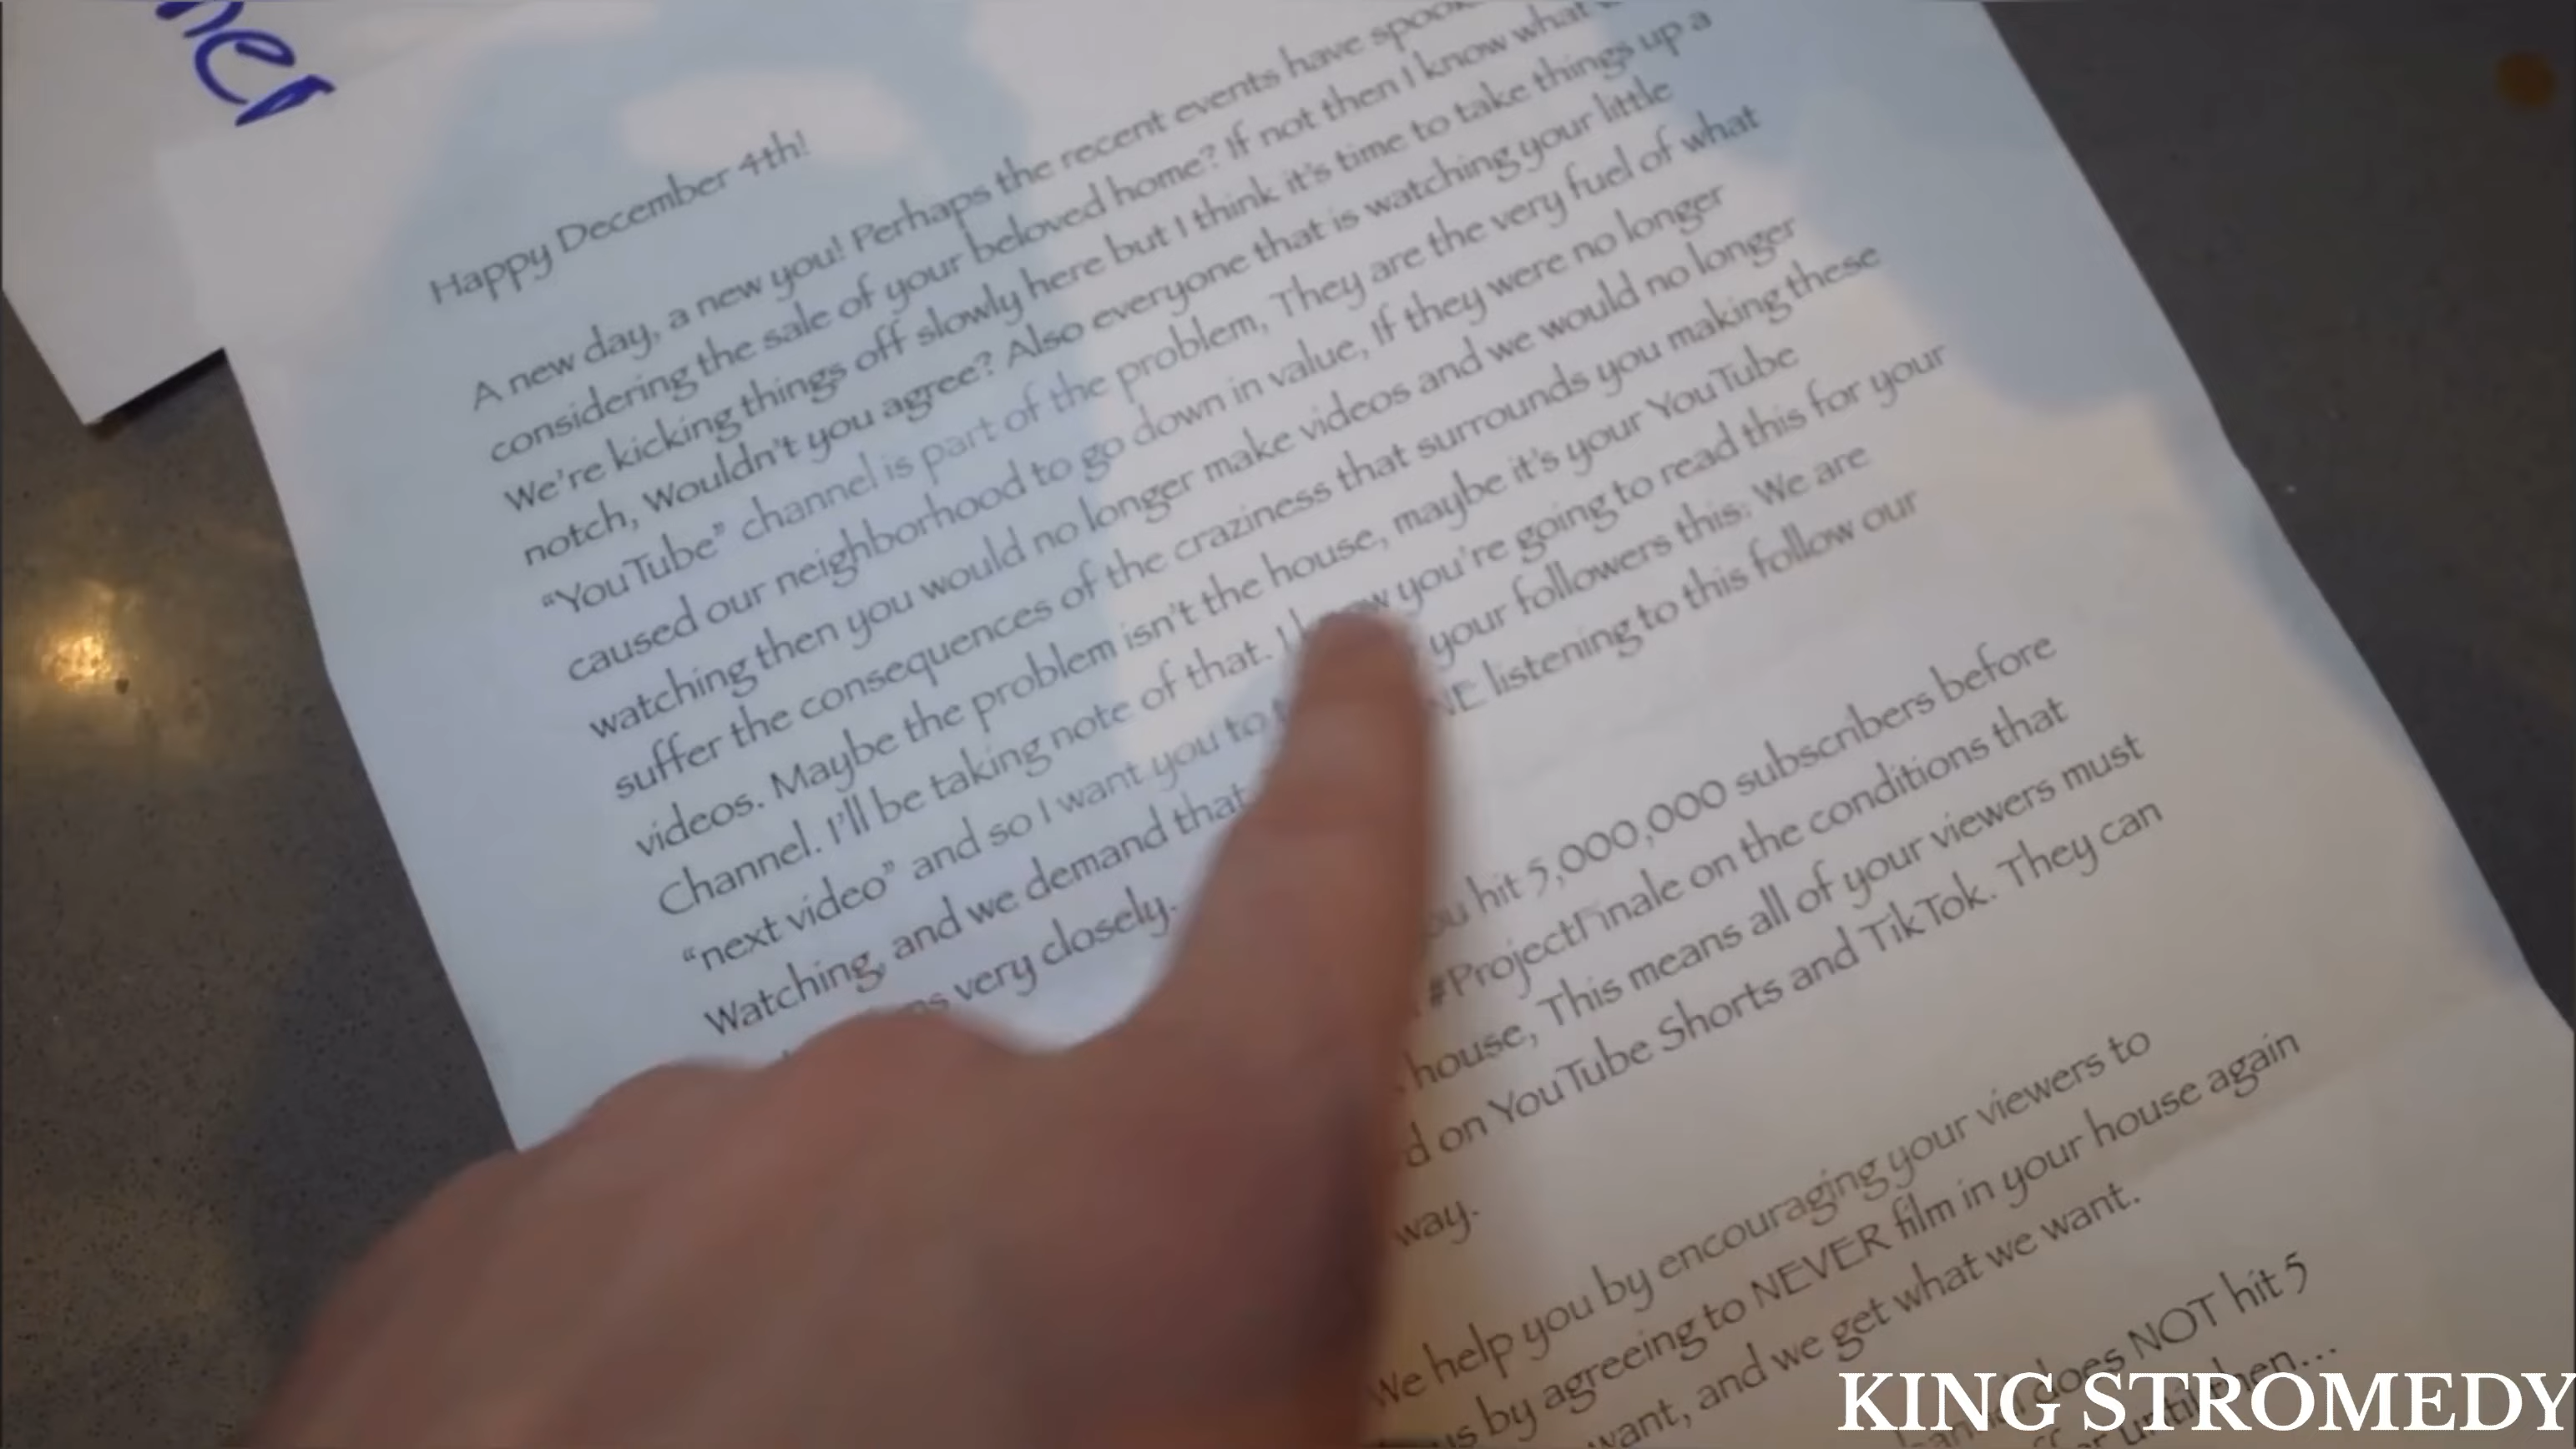 ner
Happy December 4th!
A new day, a new you! Perhaps the recent events have
considering the sale of your beloved home? If not then I know what
We're kicking things off slowly here but I think it's time to take things up a
notch, Wouldn't you agree? Also everyone that is watching your little
“YouTube” channel is part of the problem, They are the very fuel of what
caused our neighborhood to go down in value, If they were no longer
watching then you would no longer make videos and we would no longer
suffer the consequences of the craziness that surrounds you making these
videos. Maybe the problem isn't the house, maybe it's your YouTube
Channel. I'll be taking note of that. I you're going to read this for your
“next video” and so I want you to your followers this: We are
Watching, and we demand that listening to this follow our
very closely.
hit 5,000,000 subscribers before
#ProjectFinale on the conditions that
house, This means all of your viewers must
on YouTube Shorts and TikTok. They can
way.
We help you by encouraging your viewers to
us by agreeing to NEVER film in your house again
want, and we get what we want.
does NOT hit 5
until then...
KING STROMEDY